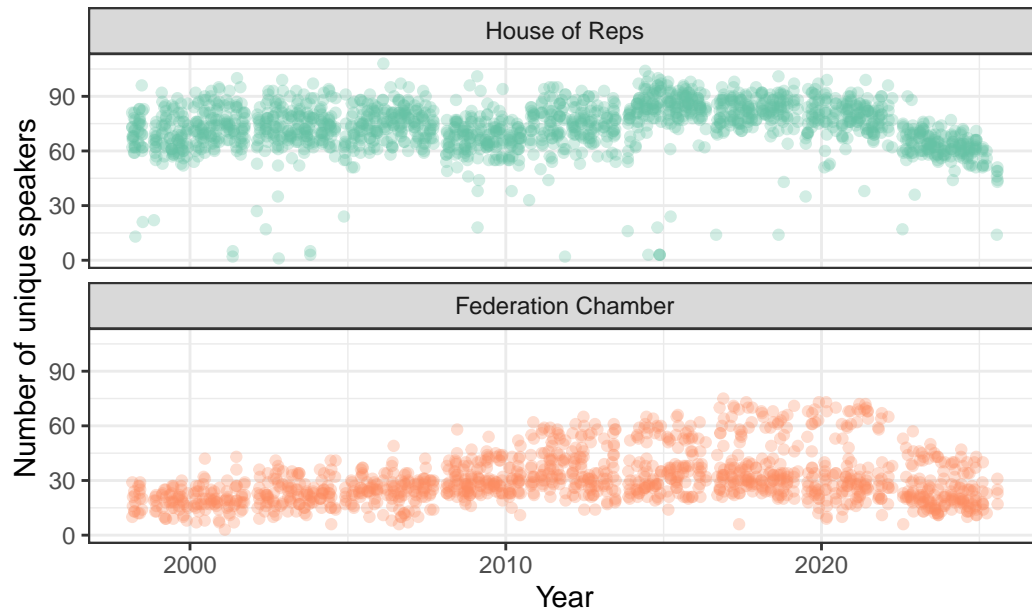 House of Reps
90
60
30
0
Federation Chamber
90
60
30
0
2000 2010 2020
Year
Number of unique speakers